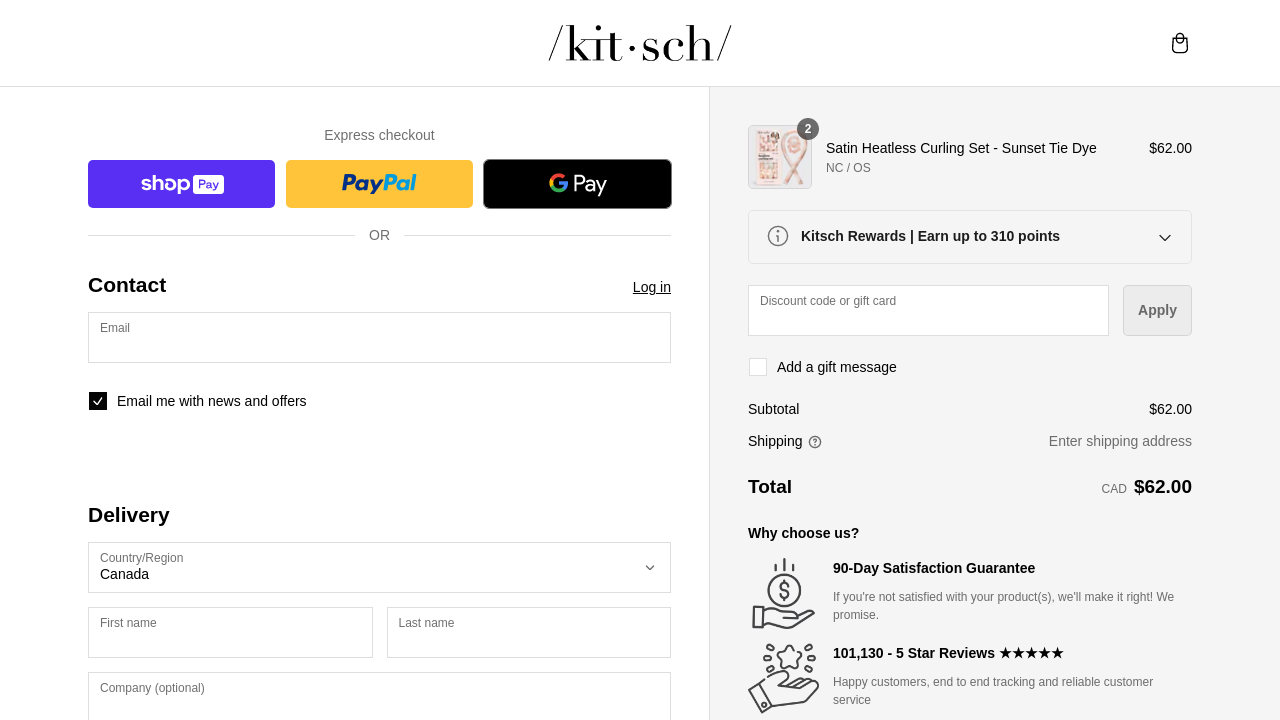 /kit·sch/
Express checkout
shop Pay
PayPal
G Pay
OR
Contact
Log in
Email
Email me with news and offers
Delivery
Country/Region
Canada
First name
Last name
Company (optional)
2
Satin Heatless Curling Set - Sunset Tie Dye
$62.00
NC / OS
Kitsch Rewards | Earn up to 310 points
Discount code or gift card
Apply
Add a gift message
Subtotal
$62.00
Shipping
Enter shipping address
Total
CAD $62.00
Why choose us?
90-Day Satisfaction Guarantee
If you're not satisfied with your product(s), we'll make it right! We
promise.
101,130 - 5 Star Reviews ★★★★★
Happy customers, end to end tracking and reliable customer
service